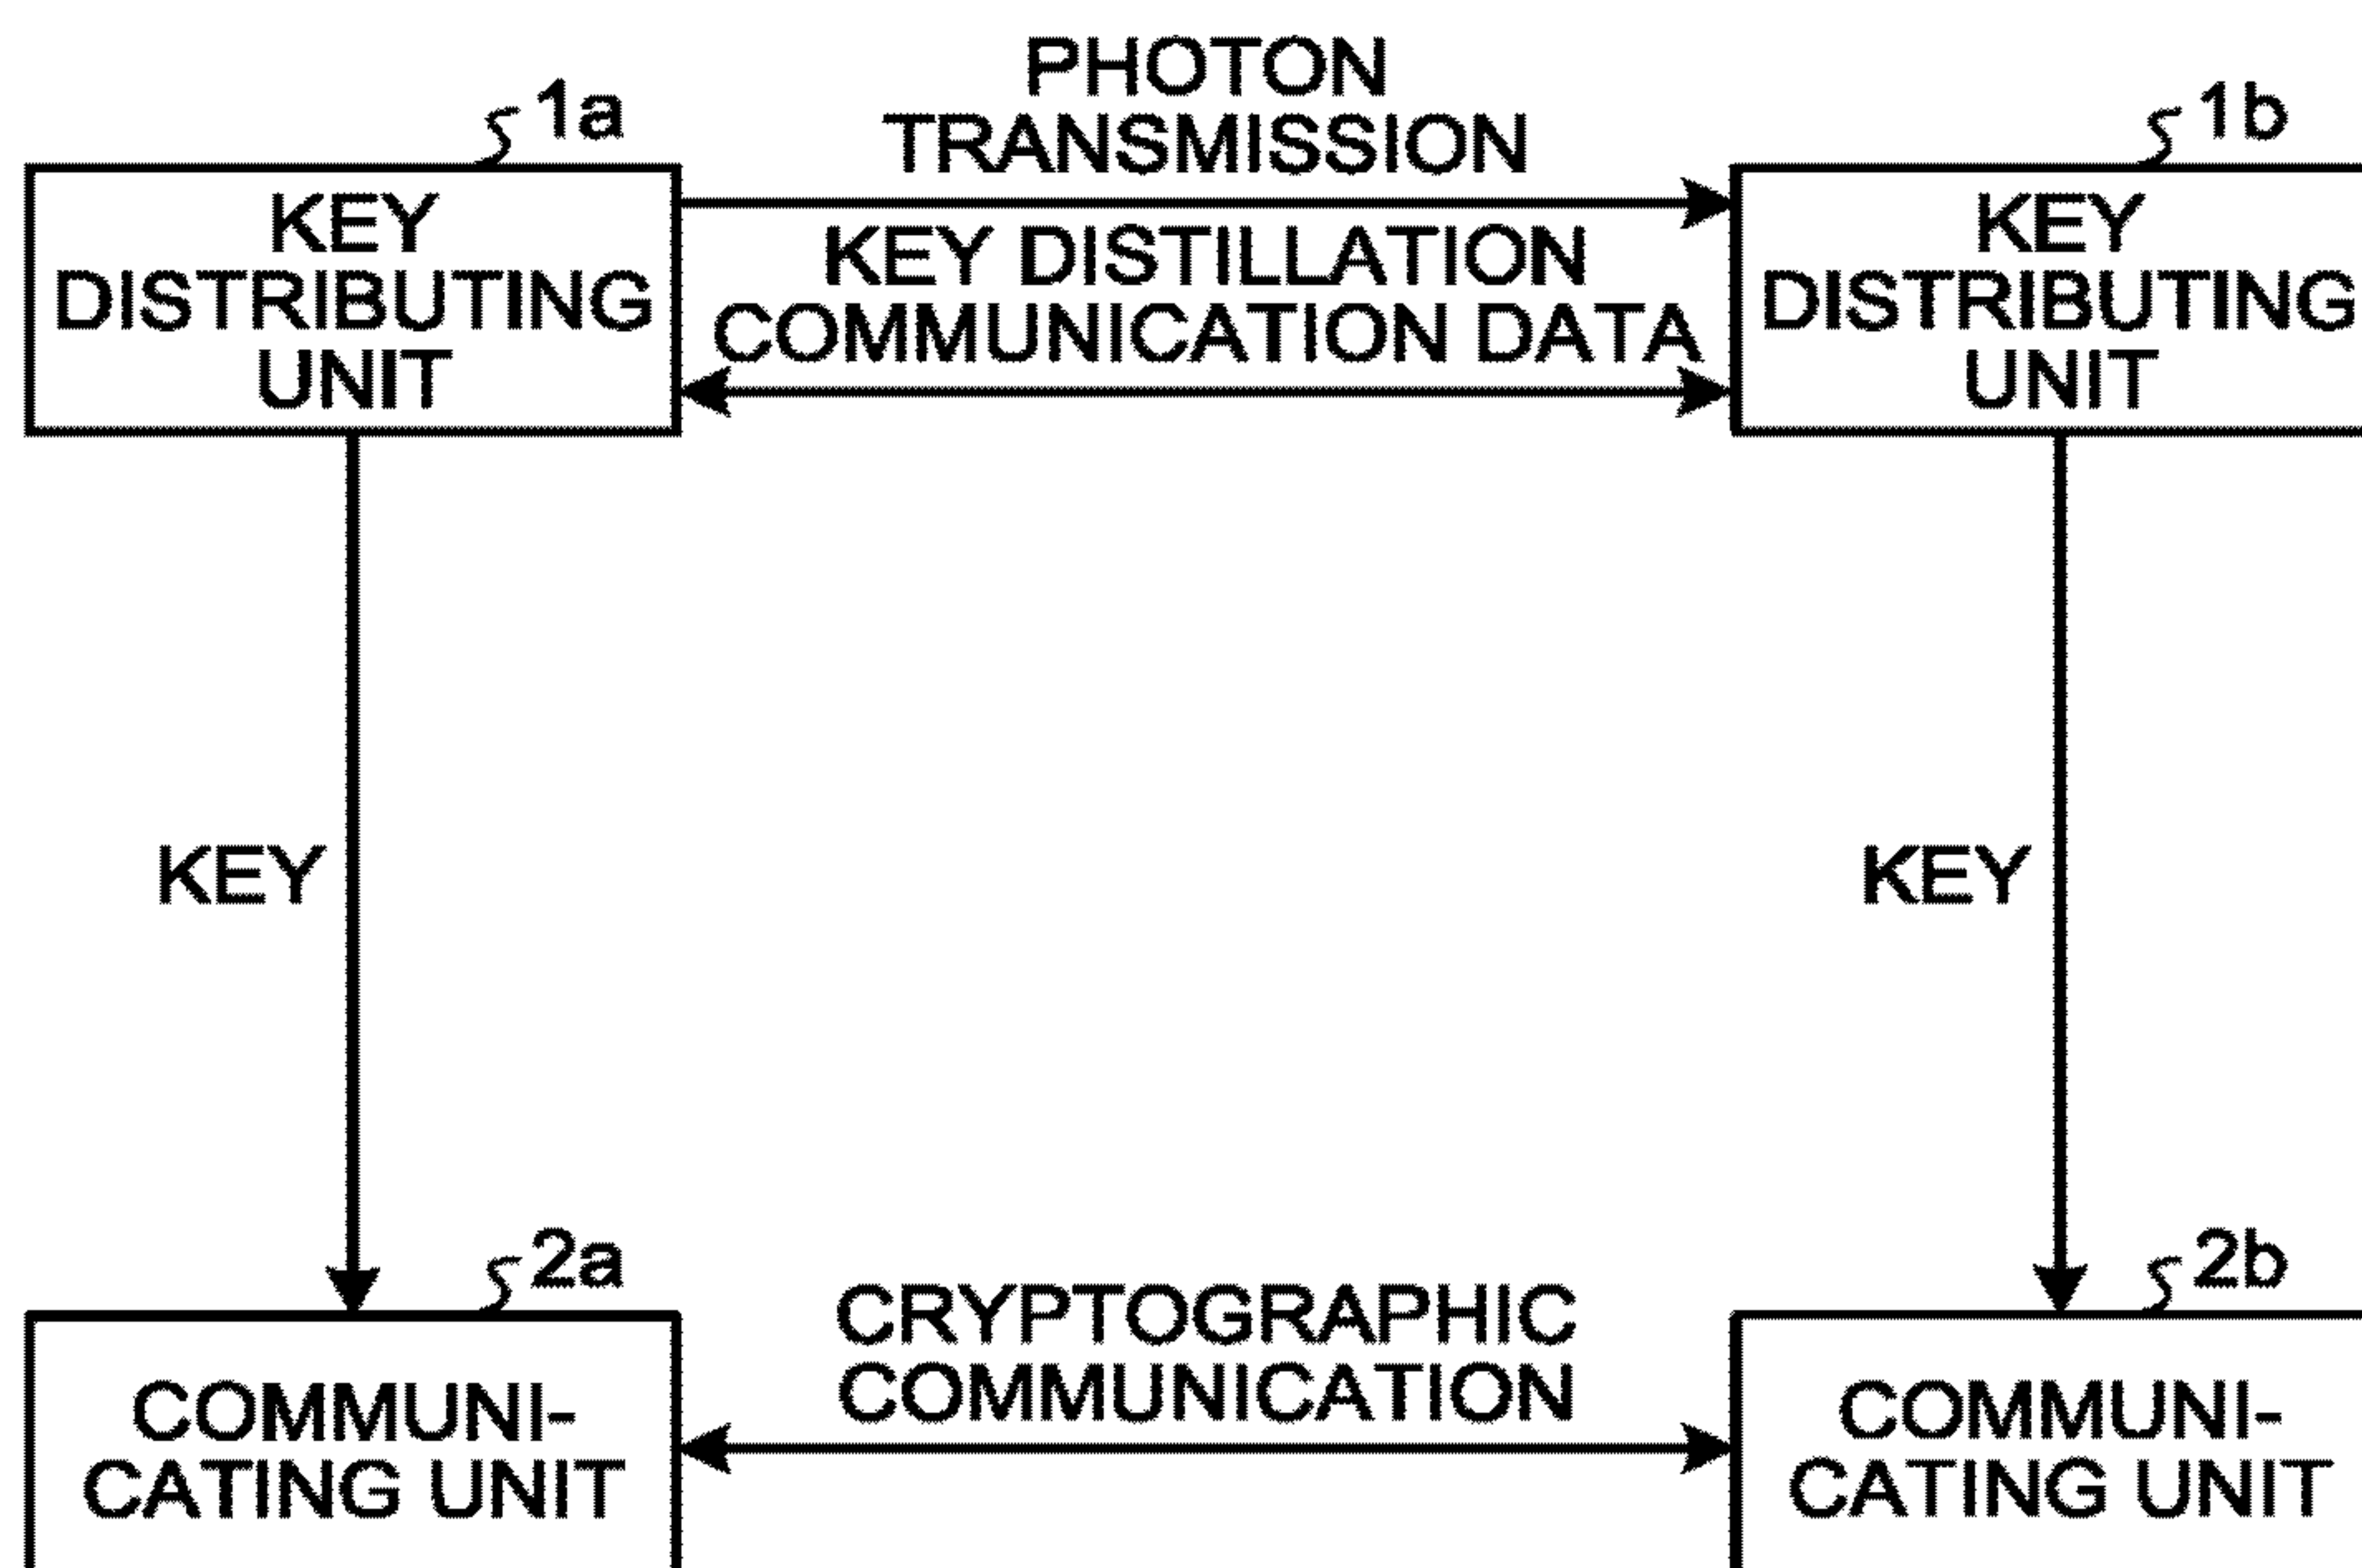 PHOTON
TRANSMISSION
1a
1b
KEY
DISTRIBUTING
UNIT
KEY DISTILLATION
COMMUNICATION DATA
KEY
DISTRIBUTING
UNIT
KEY
KEY
2a
2b
CRYPTOGRAPHIC
COMMUNICATION
COMMUNI-
CATING UNIT
COMMUNI-
CATING UNIT